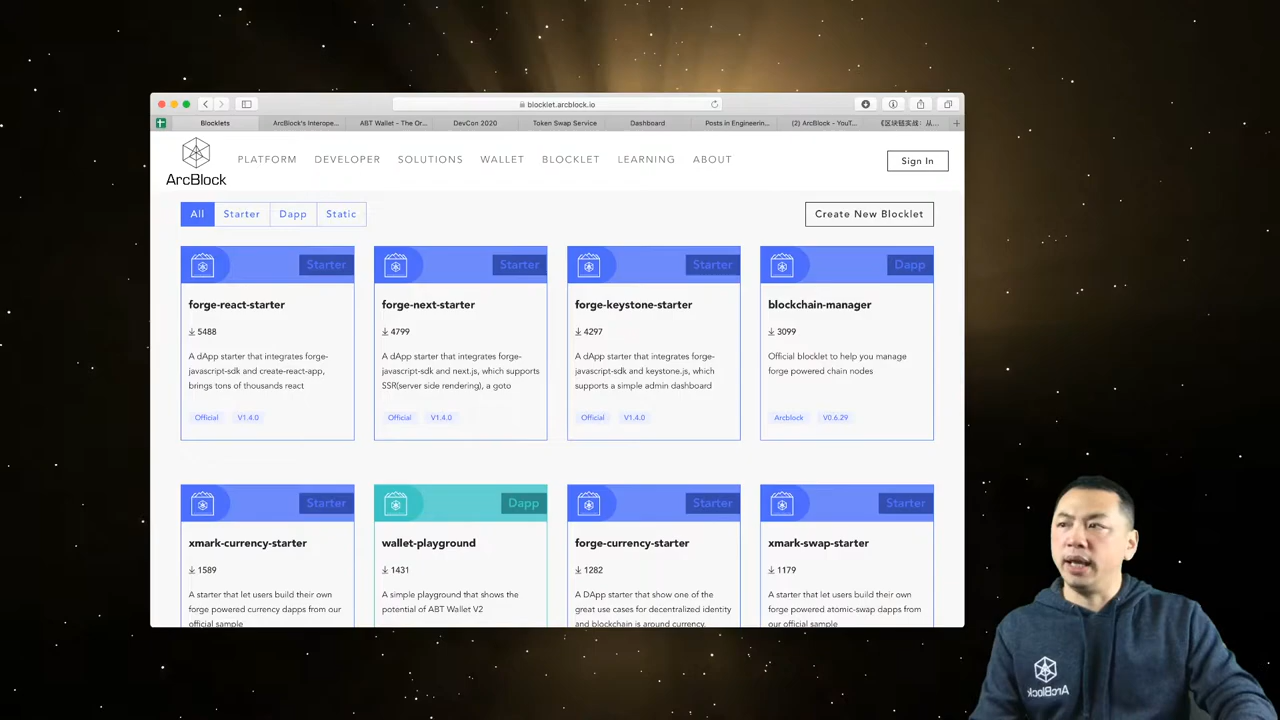 blocklet.arcblock.io
Blocklets
ArcBlock's Interope...
ABT Wallet – The Or...
DevCon 2020
Token Swap Service
Dashboard
Posts in Engineerin...
(2) ArcBlock - YouT...
《区块链实战：从...
ArcBlock
PLATFORM
DEVELOPER
SOLUTIONS
WALLET
BLOCKLET
LEARNING
ABOUT
Sign In
All
Starter
Dapp
Static
Create New Blocklet
Starter
forge-react-starter
5488
A dApp starter that integrates forge-
javascript-sdk and create-react-app,
brings tons of thousands react
Official
V1.4.0
Starter
forge-next-starter
4799
A dApp starter that integrates forge-
javascript-sdk and next.js, which supports
SSR(server side rendering), a goto
Official
V1.4.0
Starter
forge-keystone-starter
4297
A dApp starter that integrates forge-
javascript-sdk and keystone.js, which
supports a simple admin dashboard
Official
V1.4.0
Dapp
blockchain-manager
3099
Official blocklet to help you manage
forge powered chain nodes
Arcblock
V0.6.29
Starter
xmark-currency-starter
1589
A starter that let users build their own
forge powered currency dapps from our
official sample
Dapp
wallet-playground
1431
A simple playground that shows the
potential of ABT Wallet V2
Starter
forge-currency-starter
1282
A DApp starter that show one of the
great use cases for decentralized identity
and blockchain is around currency.
Starter
xmark-swap-starter
1179
A starter that let users build their own
forge powered atomic-swap dapps from
our official sample
ArcBlock